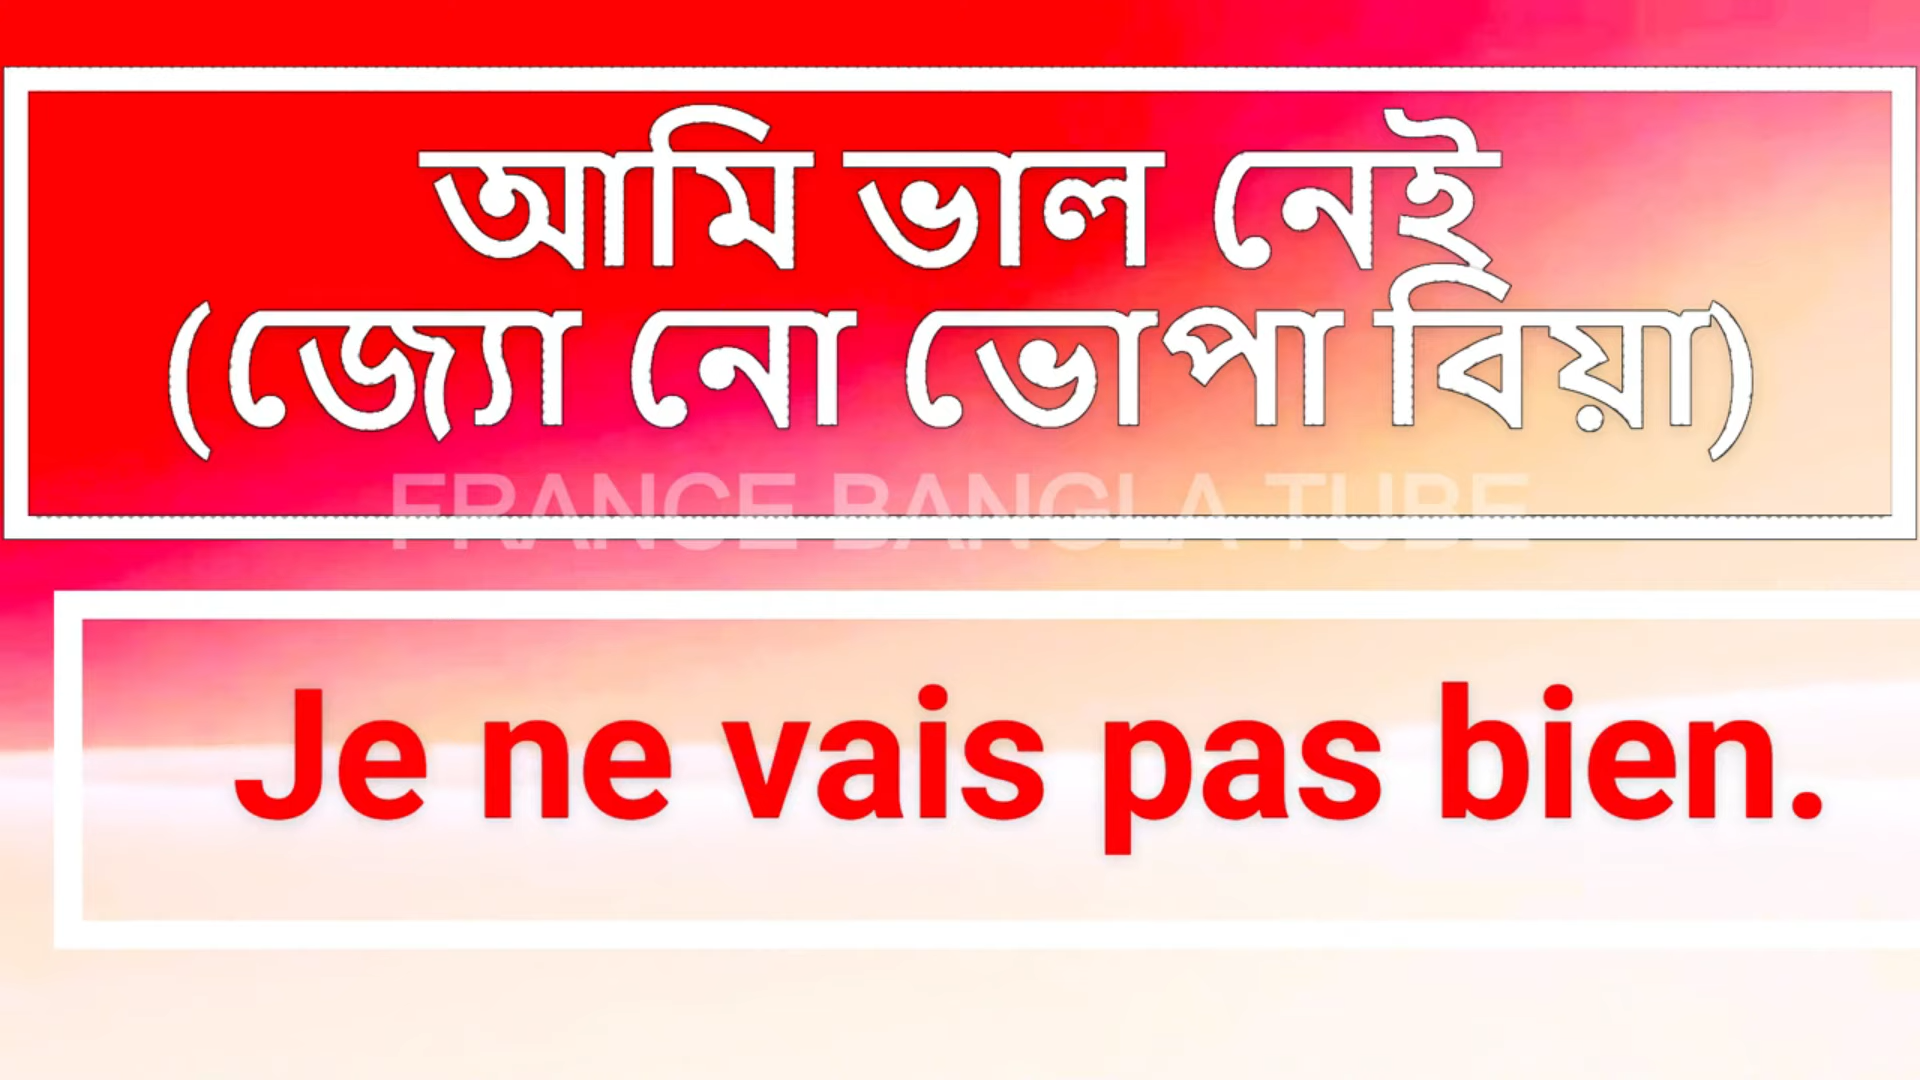 আমি ভাল নেই
(জ্যো নো ভোপা বিয়া)
FRANCE BANGLA TUBE
Je ne vais pas bien.